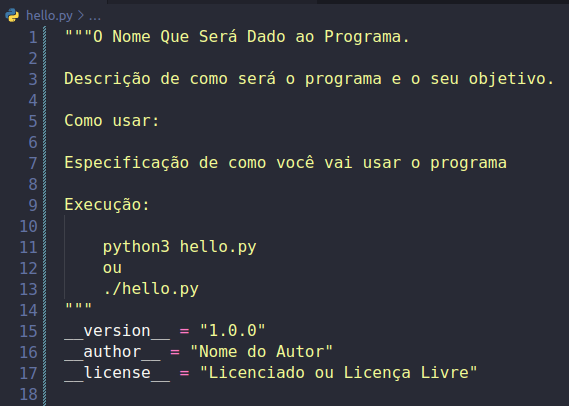 hello.py > ...
1 """O Nome Que Será Dado ao Programa.
2
3 Descrição de como será o programa e o seu objetivo.
4
5 Como usar:
6
7 Especificação de como você vai usar o programa
8
9 Execução:
10
11     python3 hello.py
12     ou
13     ./hello.py
14 """
15 __version__ = "1.0.0"
16 __author__ = "Nome do Autor"
17 __license__ = "Licenciado ou Licença Livre"
18